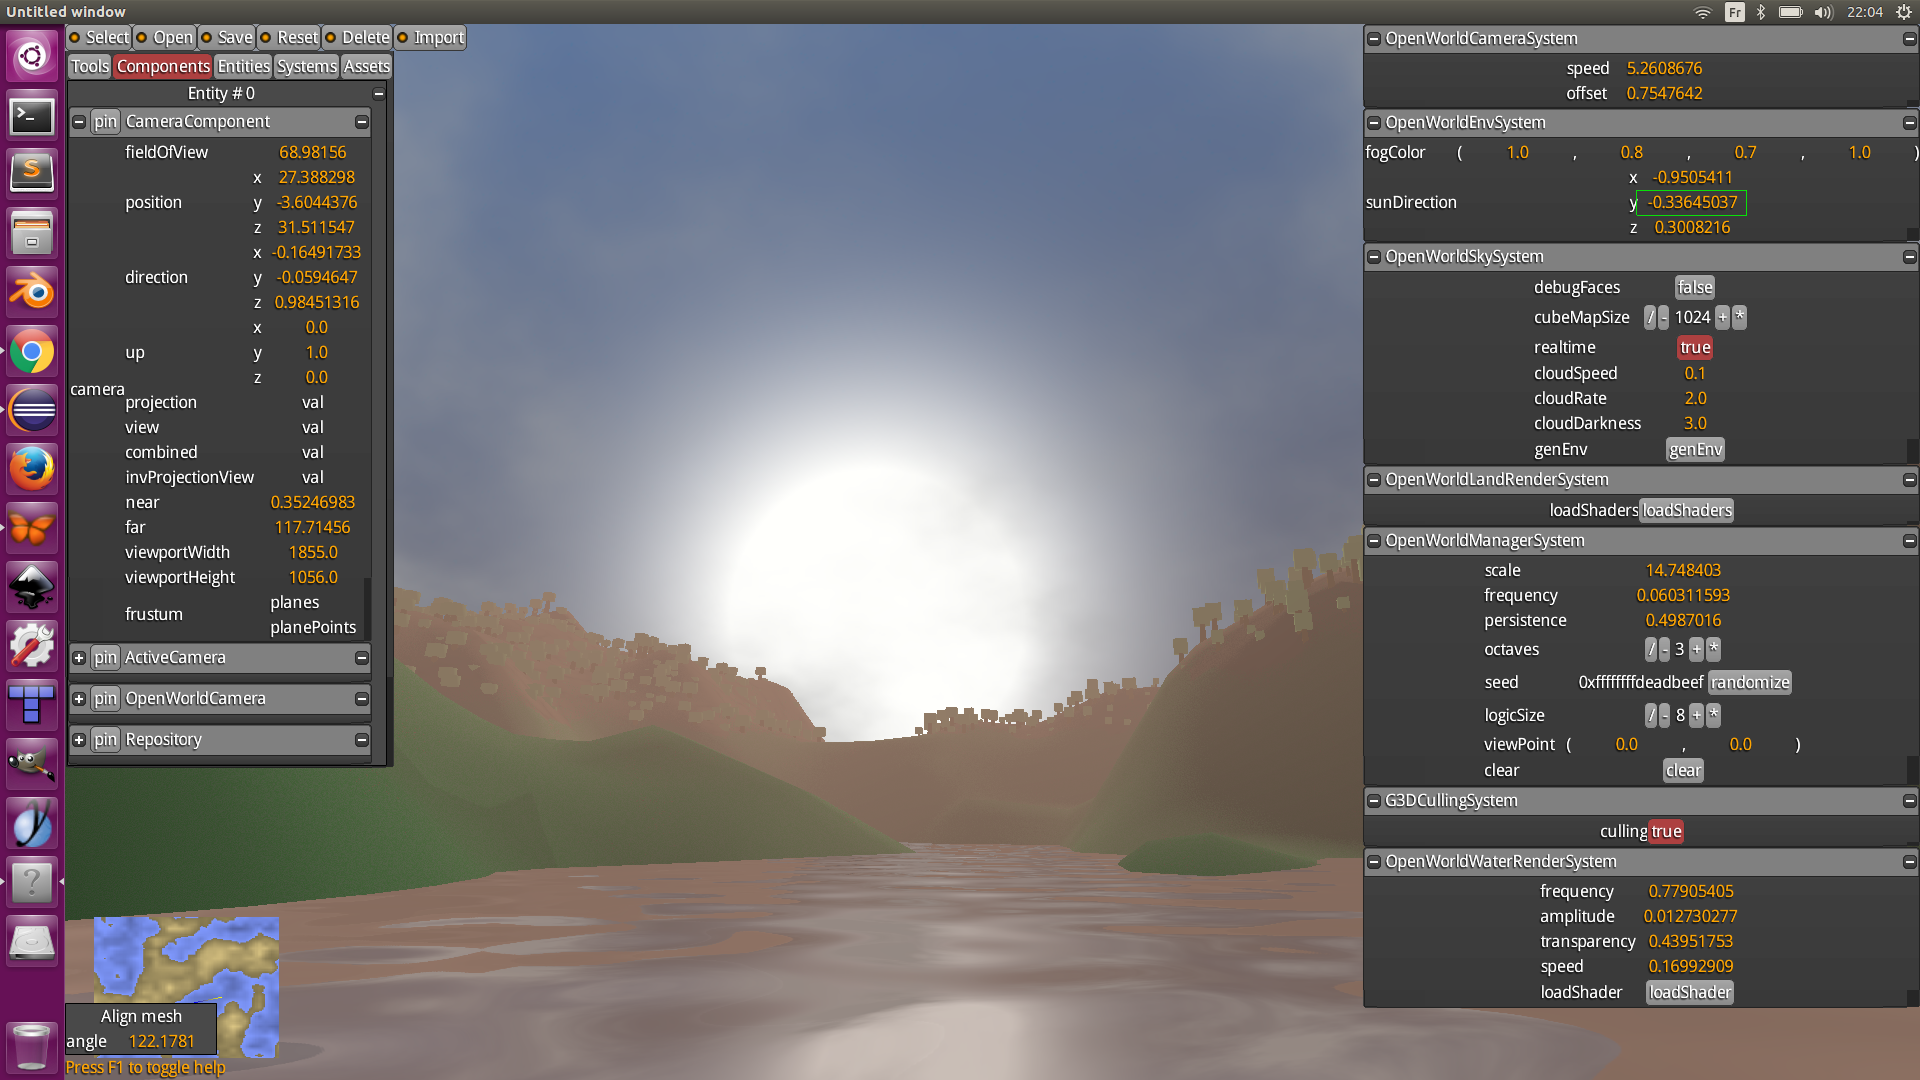 Untitled window
Fr
22:04
Select Open Save Reset Delete Import
Tools Components Entities Systems Assets
Entity # 0
pin CameraComponent
fieldOfView 68.98156
x 27.388298
position y -3.6044376
z 31.511547
x -0.16491733
direction y -0.0594647
z 0.98451316
x 0.0
up y 1.0
z 0.0
camera
projection val
view val
combined val
invProjectionView val
near 0.35246983
far 117.71456
viewportWidth 1855.0
viewportHeight 1056.0
frustum planes
planePoints
pin ActiveCamera
pin OpenWorldCamera
pin Repository
Align mesh
angle 122.1781
Press F1 to toggle help
OpenWorldCameraSystem
speed 5.2608676
offset 0.7547642
OpenWorldEnvSystem
fogColor ( 1.0 , 0.8 , 0.7 , 1.0 )
x -0.9505411
sunDirection y -0.33645037
z 0.3008216
OpenWorldSkySystem
debugFaces false
cubeMapSize / - 1024 + *
realtime true
cloudSpeed 0.1
cloudRate 2.0
cloudDarkness 3.0
genEnv genEnv
OpenWorldLandRenderSystem
loadShaders loadShaders
OpenWorldManagerSystem
scale 14.748403
frequency 0.060311593
persistence 0.4987016
octaves / - 3 + *
seed 0xffffffffdeadbeef randomize
logicSize / - 8 + *
viewPoint ( 0.0 , 0.0 )
clear clear
G3DCullingSystem
culling true
OpenWorldWaterRenderSystem
frequency 0.77905405
amplitude 0.012730277
transparency 0.43951753
speed 0.16992909
loadShader loadShader